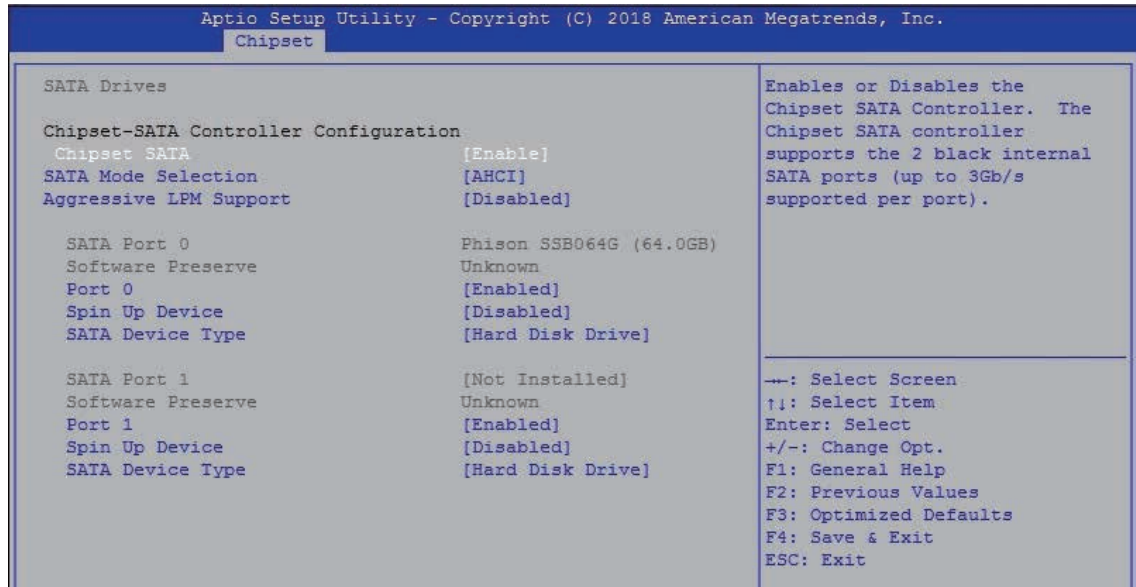 Aptio Setup Utility - Copyright (C) 2018 American Megatrends, Inc.
Chipset
SATA Drives
Chipset-SATA Controller Configuration
Chipset SATA [Enable]
SATA Mode Selection [AHCI]
Aggressive LPM Support [Disabled]
SATA Port 0 Phison SSB064G (64.0GB)
Software Preserve Unknown
Port 0 [Enabled]
Spin Up Device [Disabled]
SATA Device Type [Hard Disk Drive]
SATA Port 1 [Not Installed]
Software Preserve Unknown
Port 1 [Enabled]
Spin Up Device [Disabled]
SATA Device Type [Hard Disk Drive]
Enables or Disables the
Chipset SATA Controller. The
Chipset SATA controller
supports the 2 black internal
SATA ports (up to 3Gb/s
supported per port).
→←: Select Screen
↑↓: Select Item
Enter: Select
+/-: Change Opt.
F1: General Help
F2: Previous Values
F3: Optimized Defaults
F4: Save & Exit
ESC: Exit